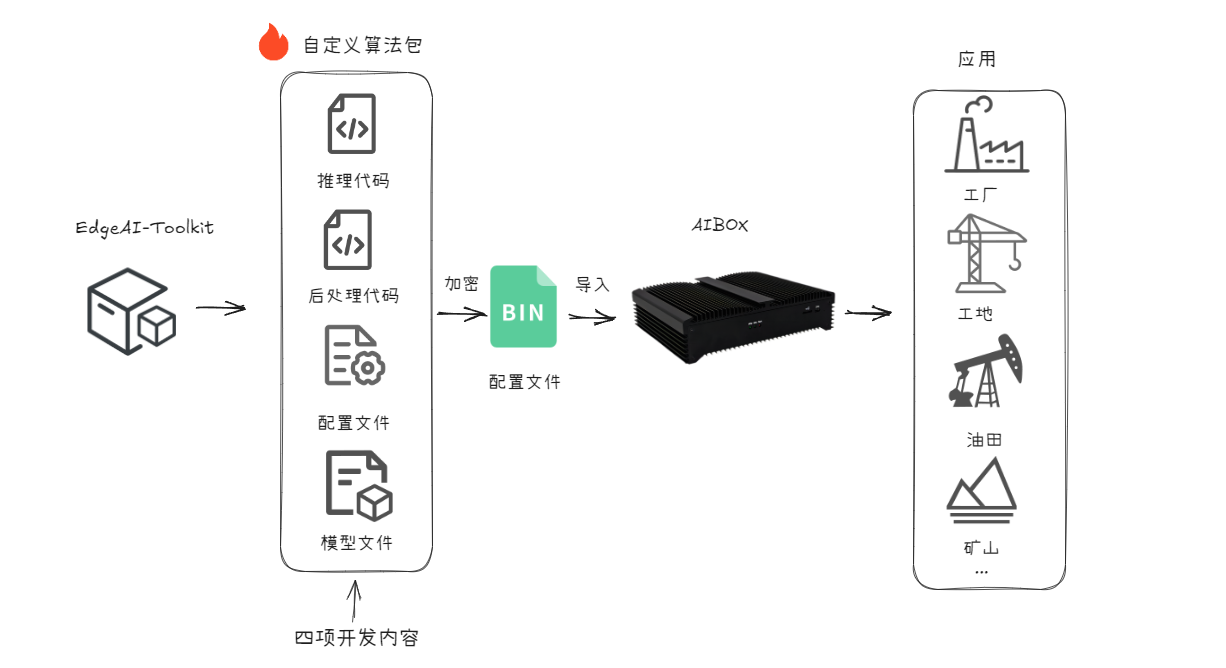 自定义算法包
应用
推理代码
工厂
EdgeAI-Toolkit
AIBOX
后处理代码
加密
导入
BIN
工地
配置文件
配置文件
油田
模型文件
矿山
...
四项开发内容